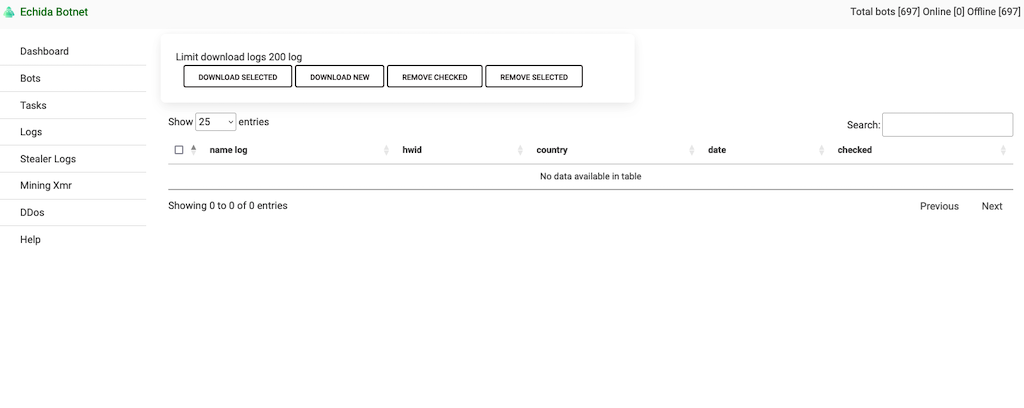 Echida Botnet
Total bots [697] Online [0] Offline [697]
Dashboard
Bots
Tasks
Logs
Stealer Logs
Mining Xmr
DDos
Help
Limit download logs 200 log
DOWNLOAD SELECTED DOWNLOAD NEW REMOVE CHECKED REMOVE SELECTED
Show 25 entries
Search:
name log hwid country date checked
No data available in table
Showing 0 to 0 of 0 entries
Previous Next